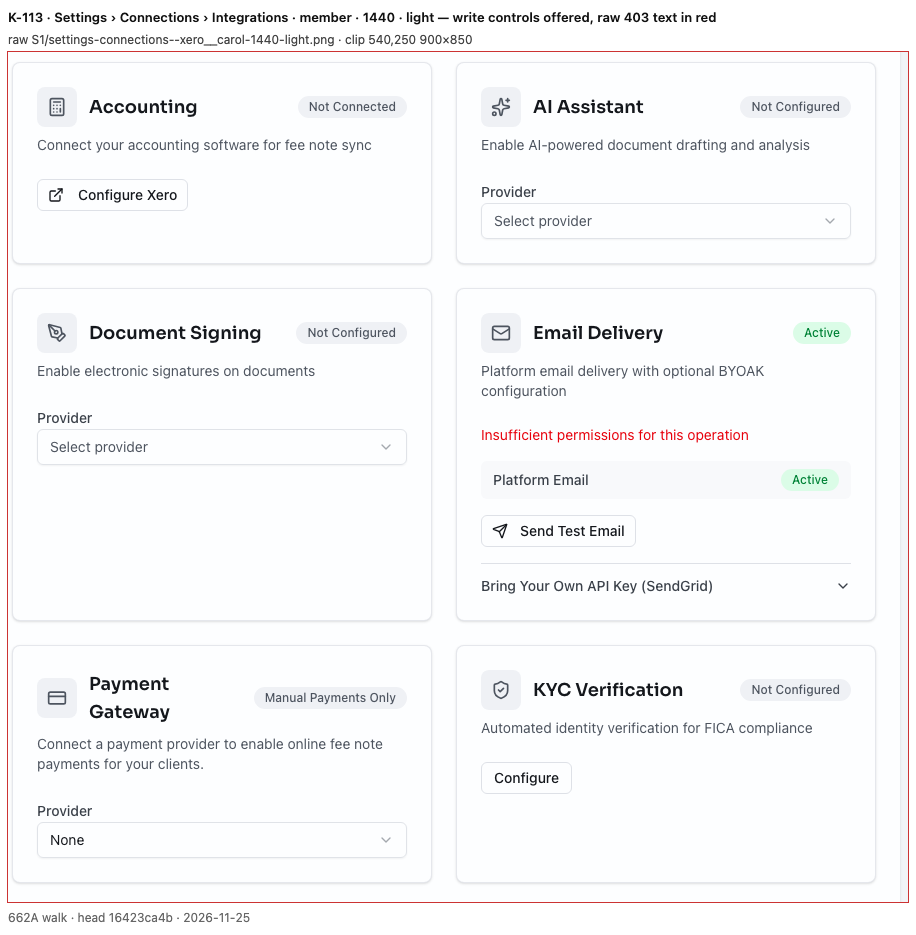 K-113 · Settings › Connections › Integrations · member · 1440 · light — write controls offered, raw 403 text in red
raw S1/settings-connections--xero__carol-1440-light.png · clip 540,250 900×850
Accounting
Not Connected
Connect your accounting software for fee note sync
Configure Xero
AI Assistant
Not Configured
Enable AI-powered document drafting and analysis
Provider
Select provider
Document Signing
Not Configured
Enable electronic signatures on documents
Provider
Select provider
Email Delivery
Active
Platform email delivery with optional BYOAK
configuration
Insufficient permissions for this operation
Platform Email
Active
Send Test Email
Bring Your Own API Key (SendGrid)
Payment
Gateway
Manual Payments Only
Connect a payment provider to enable online fee note
payments for your clients.
Provider
None
KYC Verification
Not Configured
Automated identity verification for FICA compliance
Configure
662A walk · head 16423ca4b · 2026-11-25